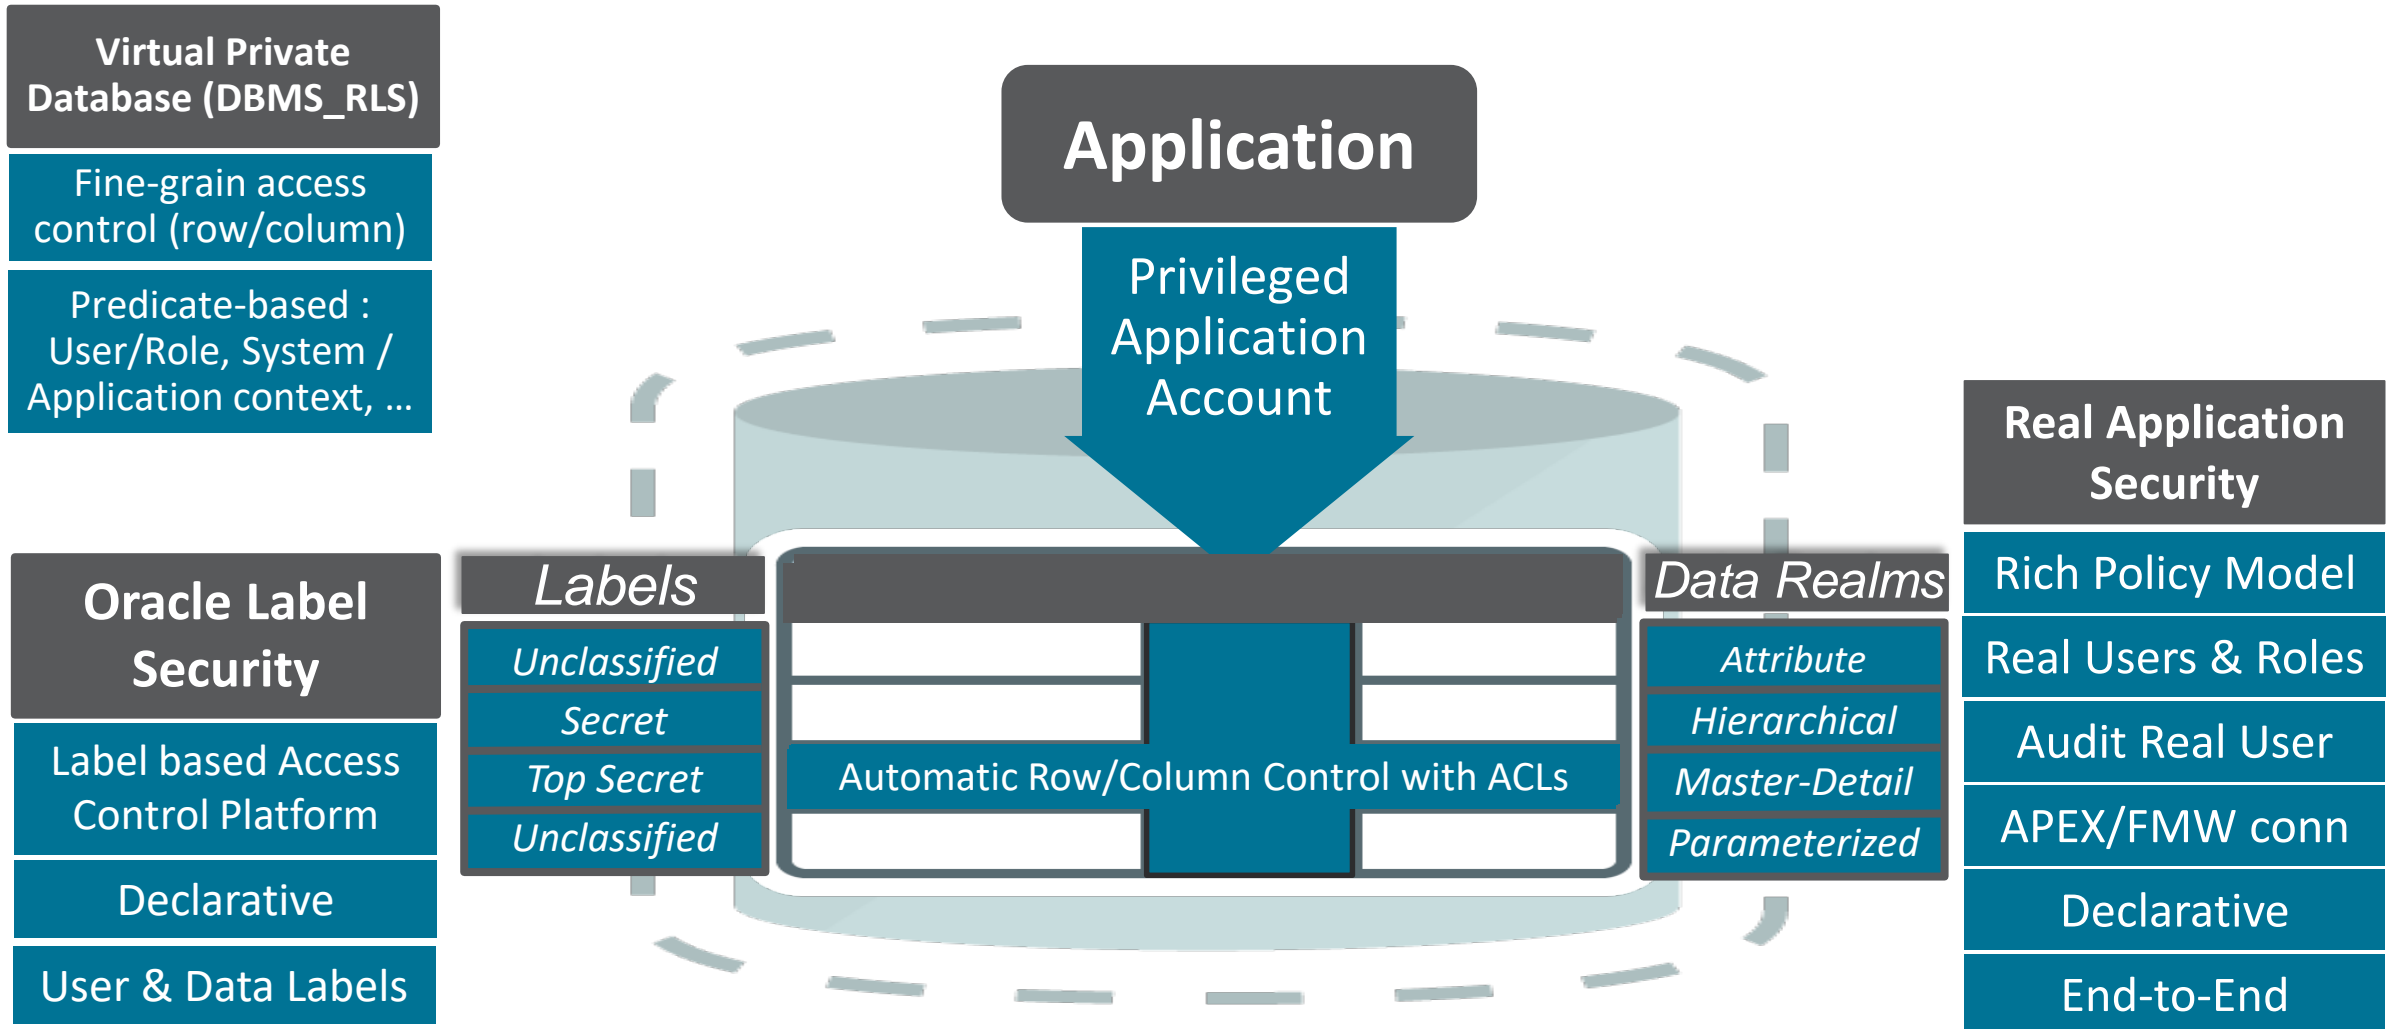 Virtual Private
Database (DBMS_RLS)
Fine-grain access
control (row/column)
Predicate-based :
User/Role, System /
Application context, ...
Application
Privileged
Application
Account
Oracle Label
Security
Label based Access
Control Platform
Declarative
User & Data Labels
Labels
Unclassified
Secret
Top Secret
Unclassified
Automatic Row/Column Control with ACLs
Data Realms
Attribute
Hierarchical
Master-Detail
Parameterized
Real Application
Security
Rich Policy Model
Real Users & Roles
Audit Real User
APEX/FMW conn
Declarative
End-to-End